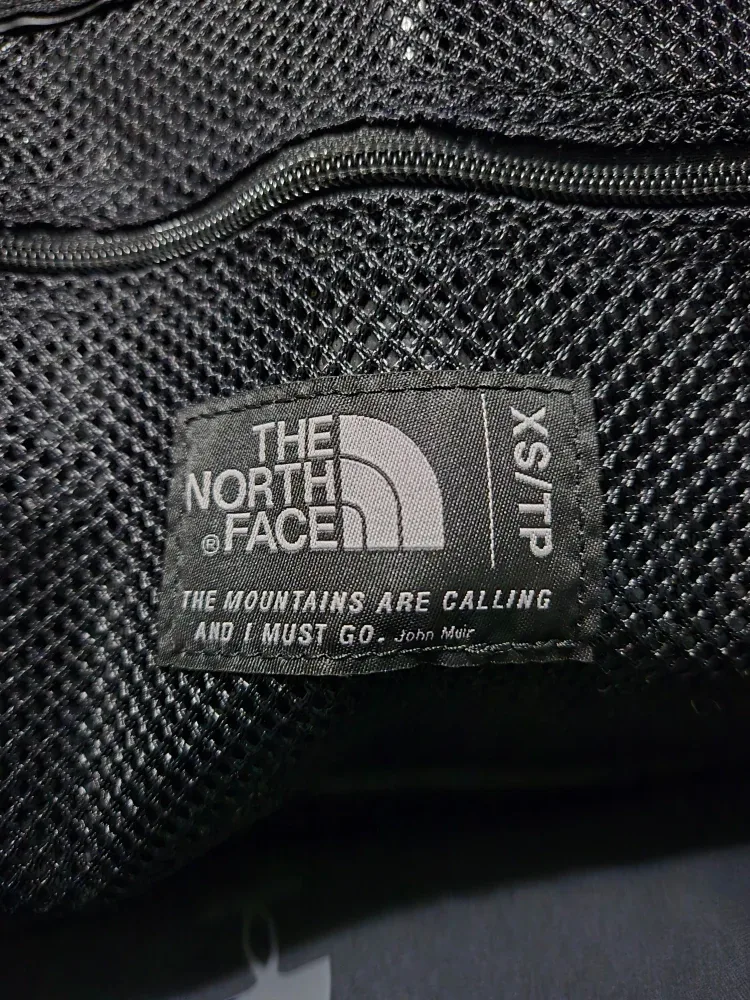 THE
NORTH
® FACE
XS/TP
THE MOUNTAINS ARE CALLING
AND I MUST GO. John Muir